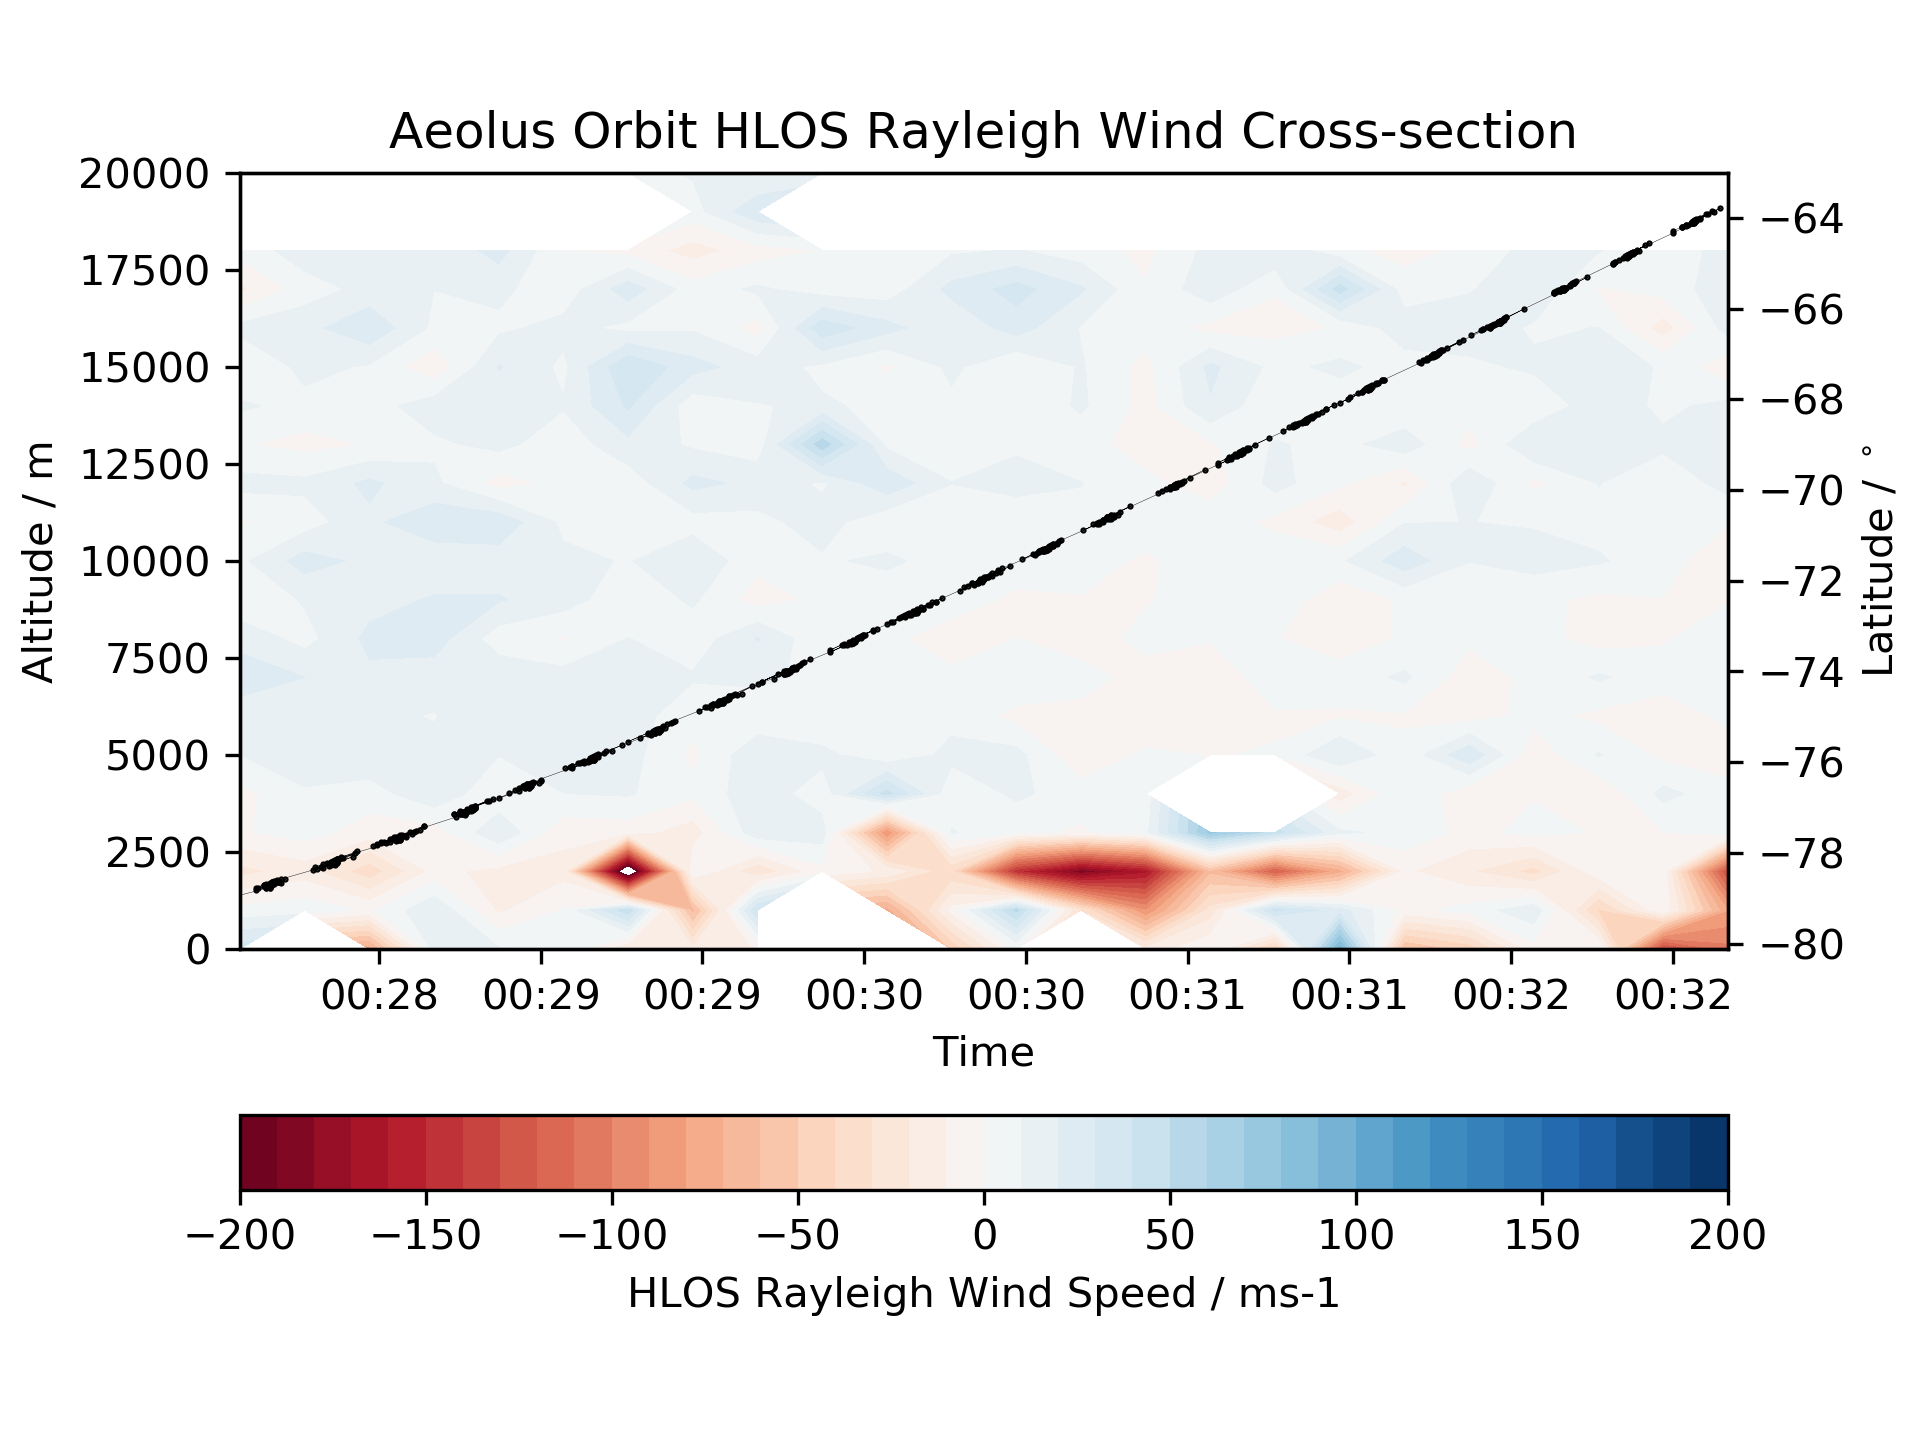 Aeolus Orbit HLOS Rayleigh Wind Cross-section
20000
17500
15000
12500
10000
7500
5000
2500
0
Altitude / m
−64
−66
−68
−70
−72
−74
−76
−78
−80
Latitude / °
00:28 00:29 00:29 00:30 00:30 00:31 00:31 00:32 00:32
Time
−200 −150 −100 −50 0 50 100 150 200
HLOS Rayleigh Wind Speed / ms-1